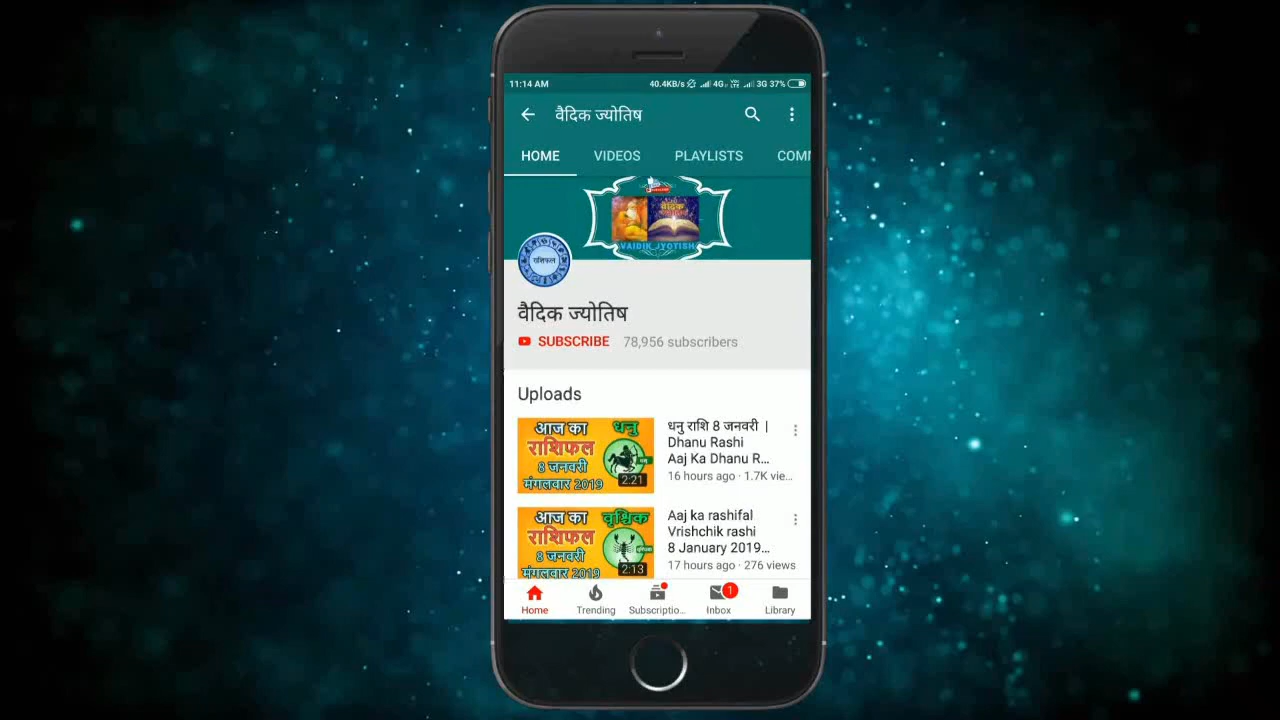 11:14 AM 40.4KB/s 4G VoLTE 3G 37%
वैदिक ज्योतिष
HOME VIDEOS PLAYLISTS COMM
वैदिक
VAIDIK JYOTISH
राशिफल
वैदिक ज्योतिष
SUBSCRIBE 78,956 subscribers
Uploads
आज का धनु
राशिफल
8 जनवरी
मंगलवार 2019
2:21
धनु राशि 8 जनवरी |
Dhanu Rashi
Aaj Ka Dhanu R...
16 hours ago · 1.7K vie...
आज का वृश्चिक
राशिफल
8 जनवरी
मंगलवार 2019
2:13
Aaj ka rashifal
Vrishchik rashi
8 January 2019...
17 hours ago · 276 views
1
Home Trending Subscriptio... Inbox Library